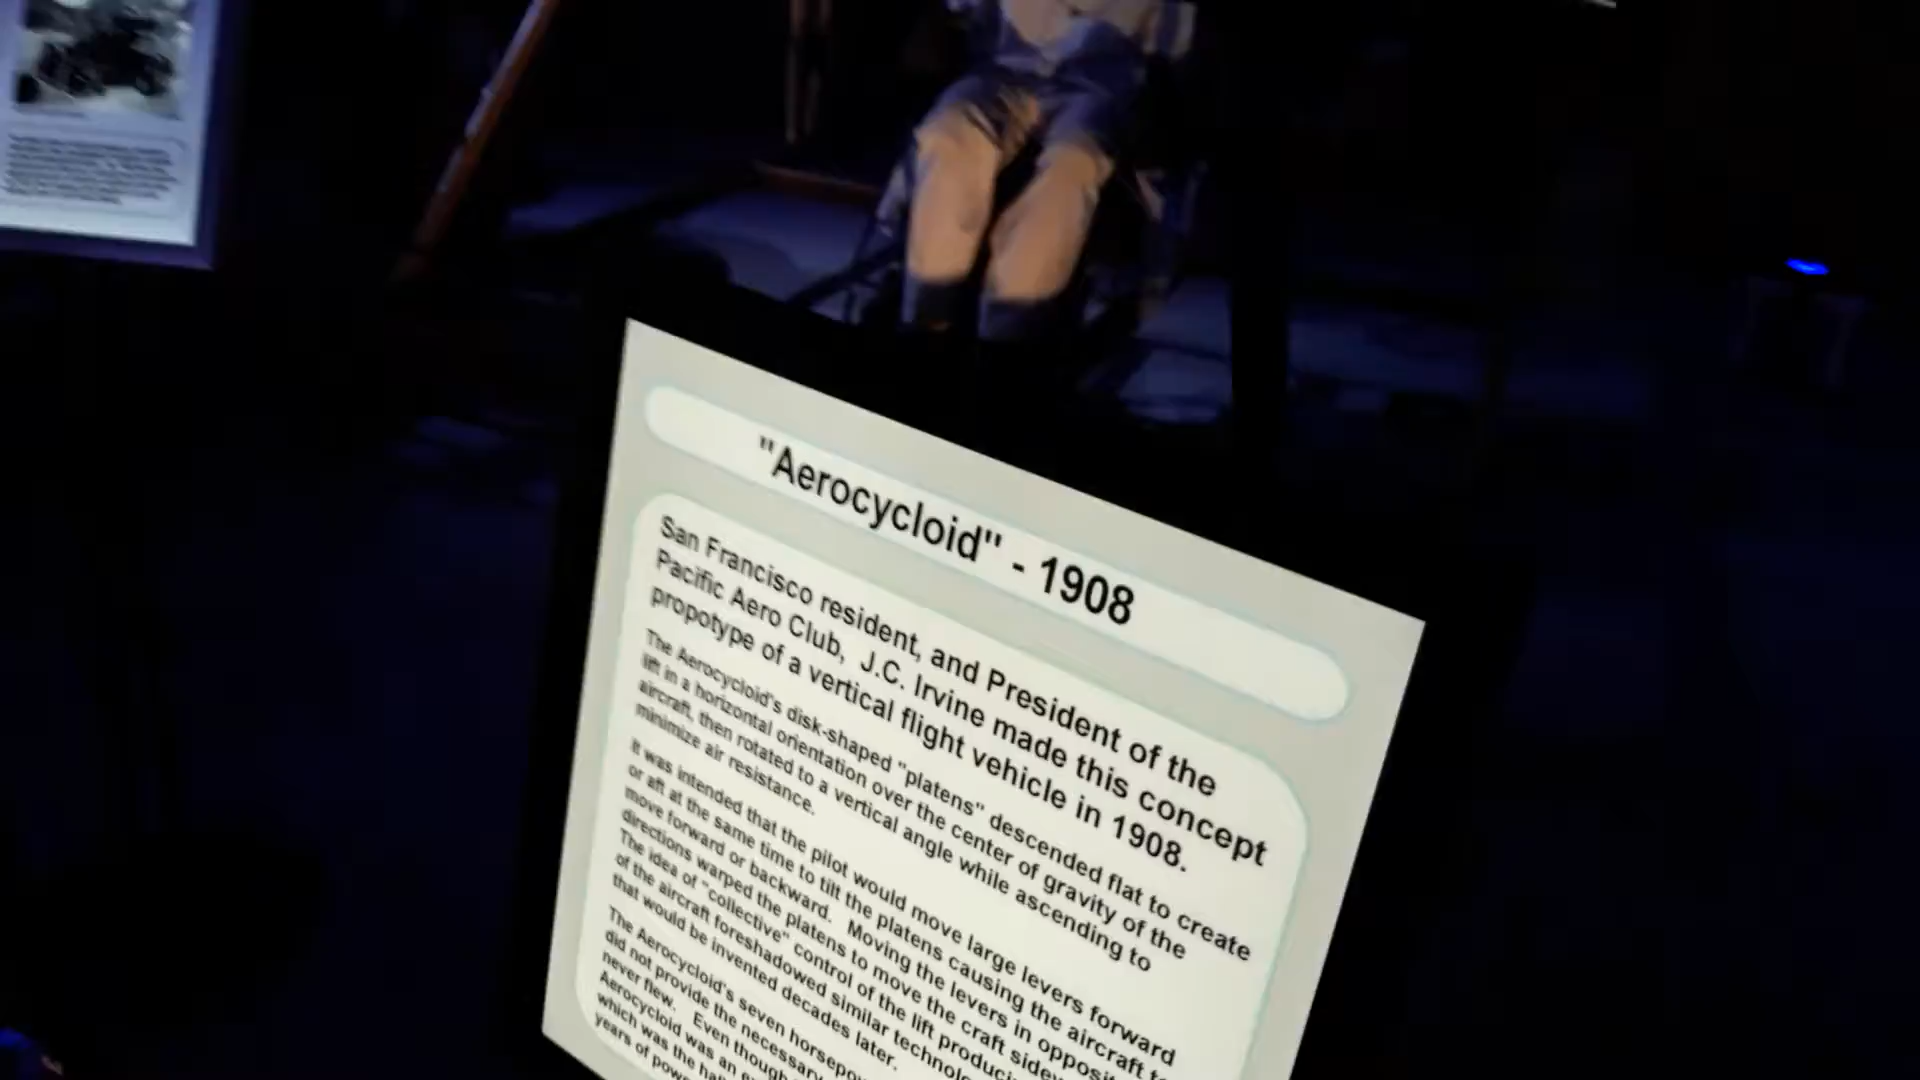 "Aerocycloid" - 1908
San Francisco resident, and President of the
Pacific Aero Club, J.C. Irvine made this concept
propotype of a vertical flight vehicle in 1908.
The Aerocycloid's disk-shaped "platens" descended flat to create
lift in a horizontal orientation over the center of gravity of the
aircraft, then rotated to a vertical angle while ascending to
minimize air resistance.
It was intended that the pilot would move large levers forward
or aft at the same time to tilt the platens causing the aircraft to
move forward or backward. Moving the levers in opposit
directions warped the platens to move the craft sidew
The idea of "collective" control of the lift produci
of the aircraft foreshadowed similar technolo
that would be invented decades later.
The Aerocycloid's seven horsepow
did not provide the necessary
never flew. Even though
Aerocycloid was an
which was the
years of